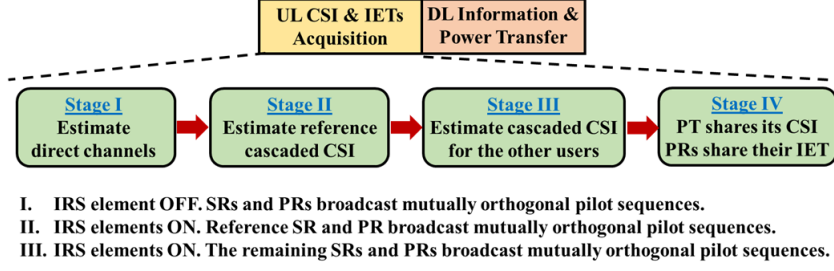 UL CSI & IETs
Acquisition
DL Information &
Power Transfer
Stage I
Estimate
direct channels
Stage II
Estimate reference
cascaded CSI
Stage III
Estimate cascaded CSI
for the other users
Stage IV
PT shares its CSI
PRs share their IET
I. IRS element OFF. SRs and PRs broadcast mutually orthogonal pilot sequences.
II. IRS elements ON. Reference SR and PR broadcast mutually orthogonal pilot sequences.
III. IRS elements ON. The remaining SRs and PRs broadcast mutually orthogonal pilot sequences.